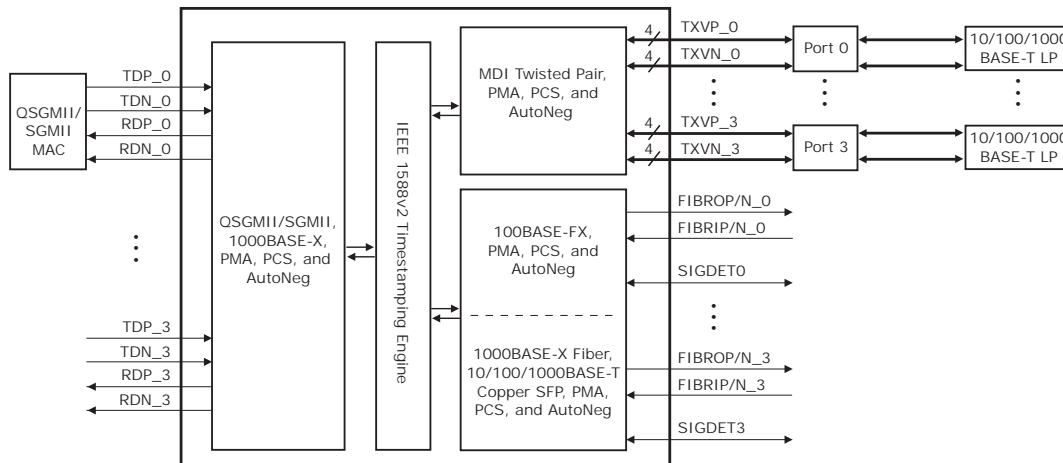 QSGMII/
SGMII
MAC
TDP_0
TDN_0
RDP_0
RDN_0
TDP_3
TDN_3
RDP_3
RDN_3
QSGMII/SGMII,
1000BASE-X,
PMA, PCS, and
AutoNeg
IEEE 1588v2 Timestamping Engine
MDI Twisted Pair,
PMA, PCS, and
AutoNeg
100BASE-FX,
PMA, PCS, and
AutoNeg
1000BASE-X Fiber,
10/100/1000BASE-T
Copper SFP, PMA,
PCS, and AutoNeg
4 TXVP_0
4 TXVN_0
4 TXVP_3
4 TXVN_3
Port 0
Port 3
10/100/1000
BASE-T LP
10/100/1000
BASE-T LP
FIBROP/N_0
FIBRIP/N_0
SIGDET0
FIBROP/N_3
FIBRIP/N_3
SIGDET3